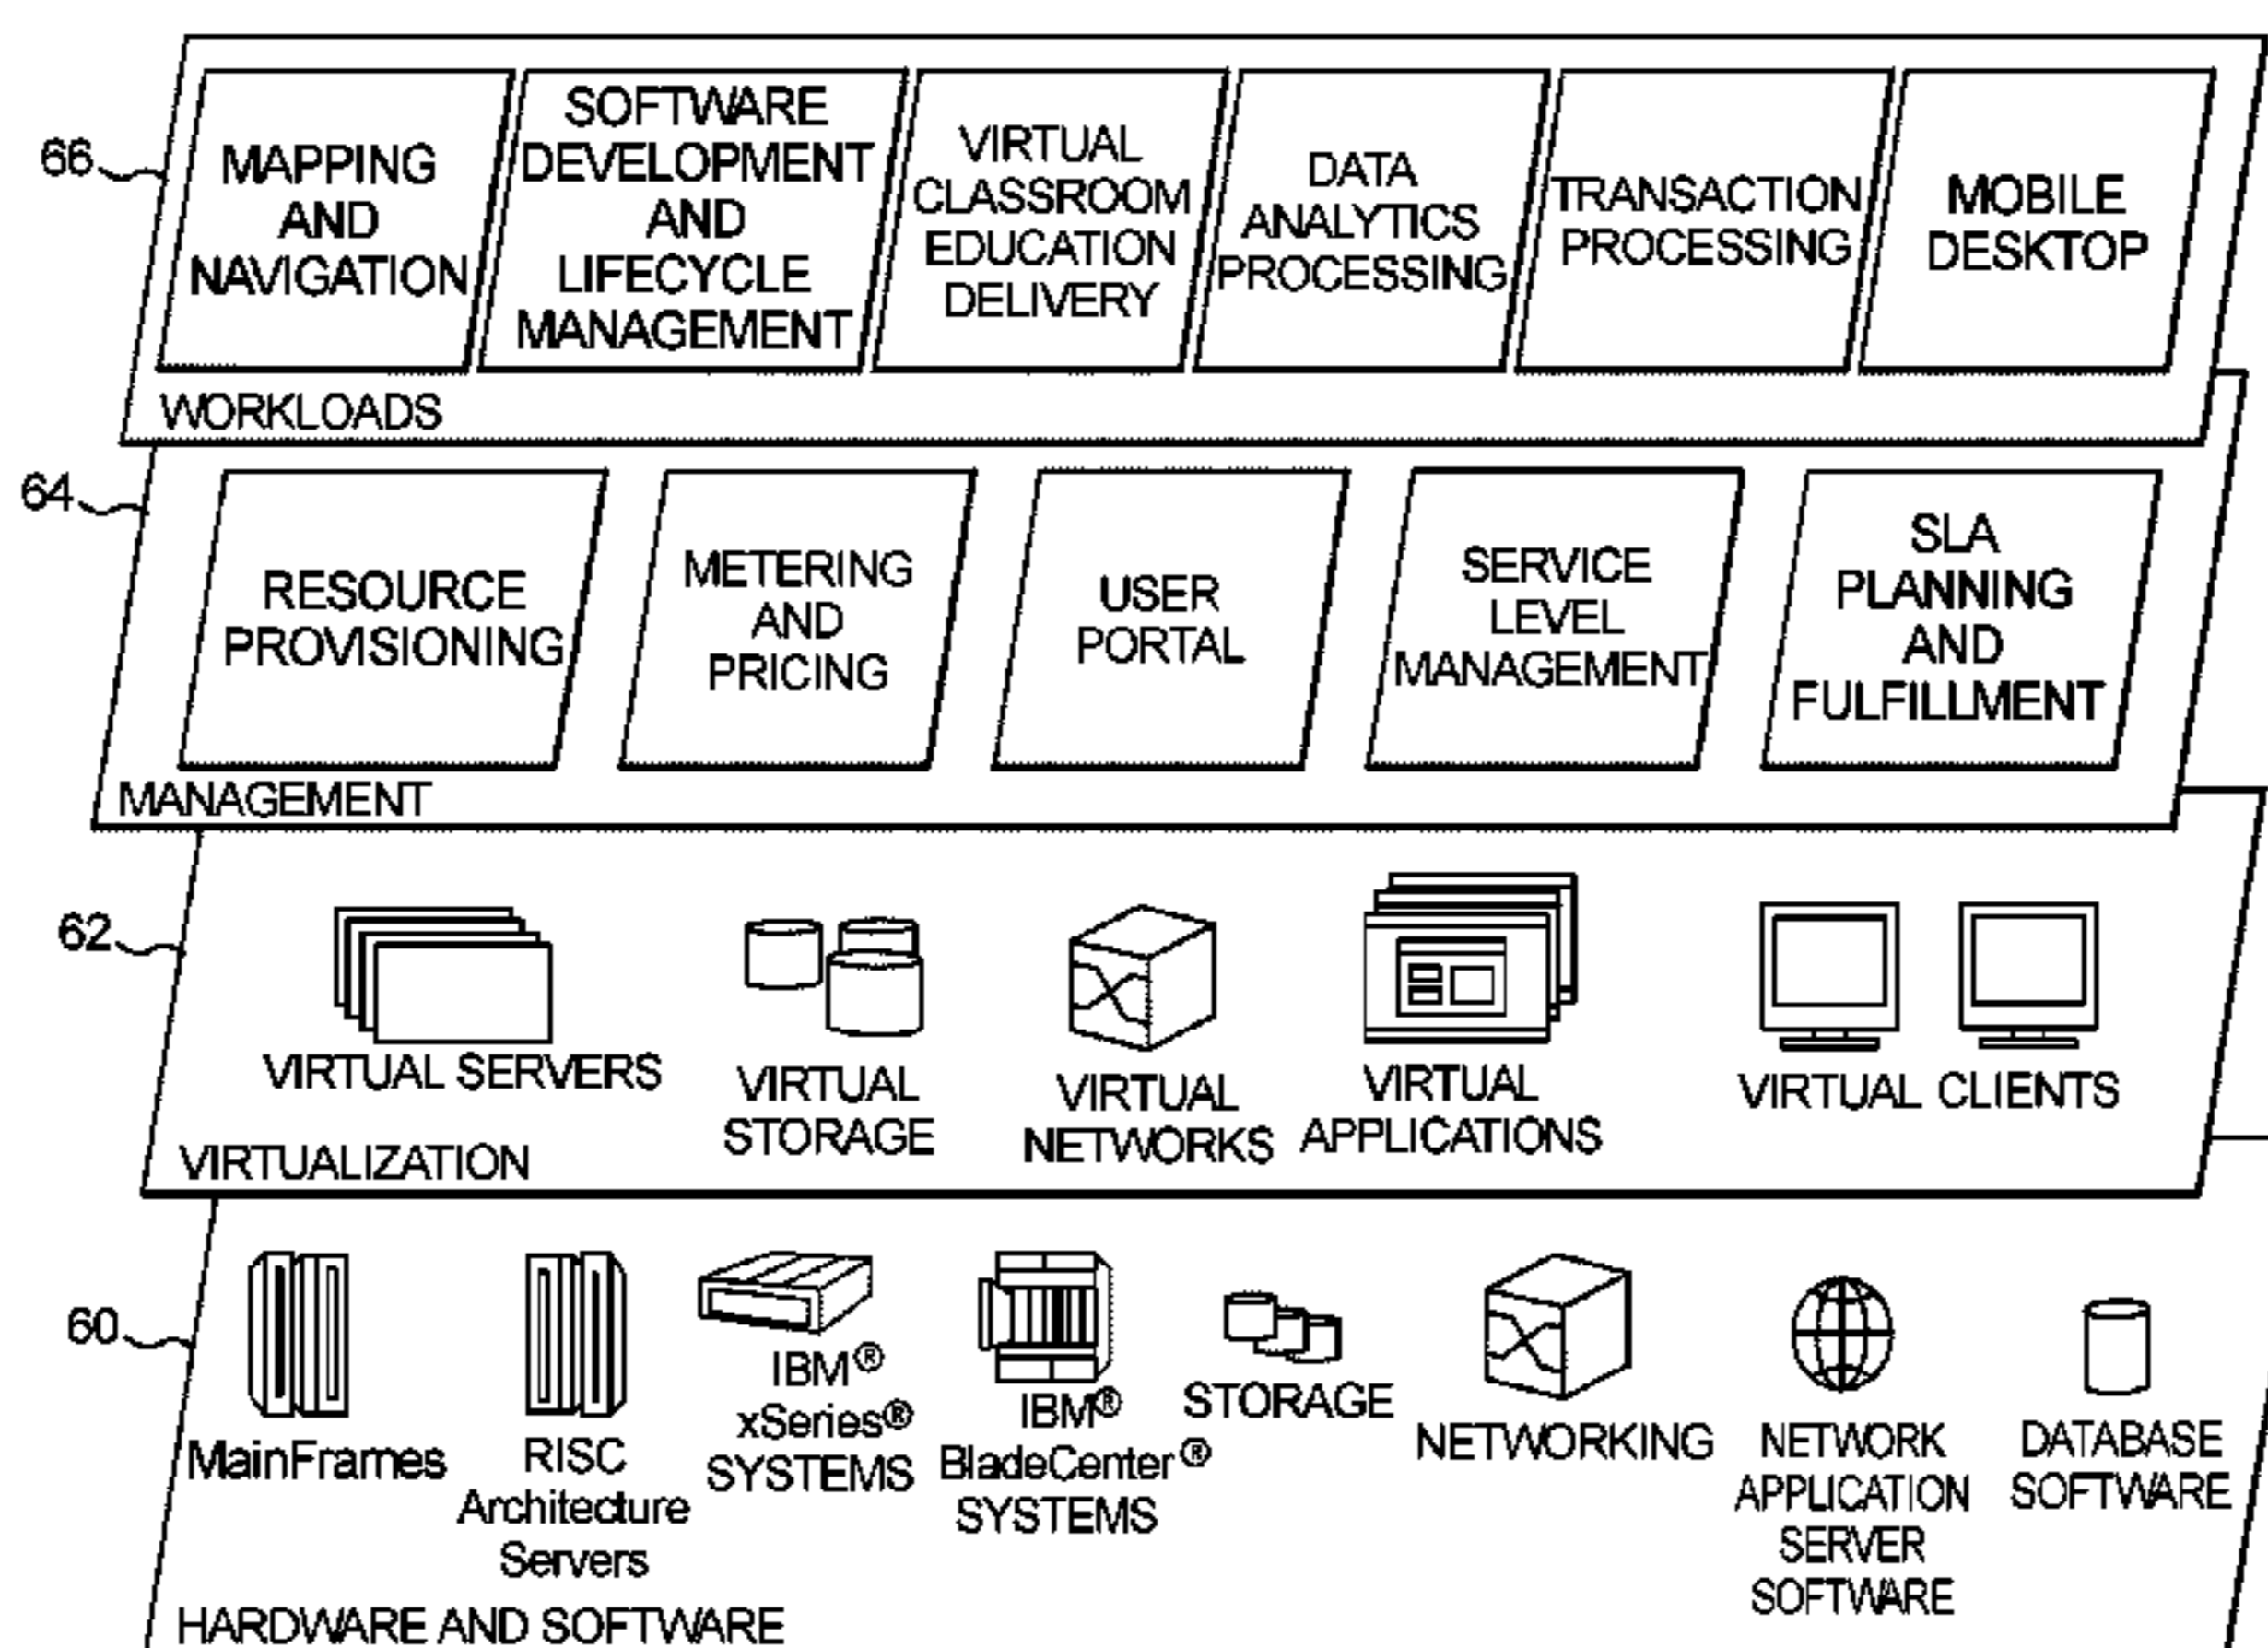 66
MAPPING
AND
NAVIGATION
SOFTWARE
DEVELOPMENT
AND
LIFECYCLE
MANAGEMENT
VIRTUAL
CLASSROOM
EDUCATION
DELIVERY
DATA
ANALYTICS
PROCESSING
TRANSACTION
PROCESSING
MOBILE
DESKTOP
WORKLOADS
64
RESOURCE
PROVISIONING
METERING
AND
PRICING
USER
PORTAL
SERVICE
LEVEL
MANAGEMENT
SLA
PLANNING
AND
FULFILLMENT
MANAGEMENT
62
VIRTUAL SERVERS
VIRTUAL
STORAGE
VIRTUAL
NETWORKS
VIRTUAL
APPLICATIONS
VIRTUAL CLIENTS
VIRTUALIZATION
60
MainFrames
RISC
Architecture
Servers
IBM®
xSeries®
SYSTEMS
IBM®
BladeCenter®
SYSTEMS
STORAGE
NETWORKING
NETWORK
APPLICATION
SERVER
SOFTWARE
DATABASE
SOFTWARE
HARDWARE AND SOFTWARE